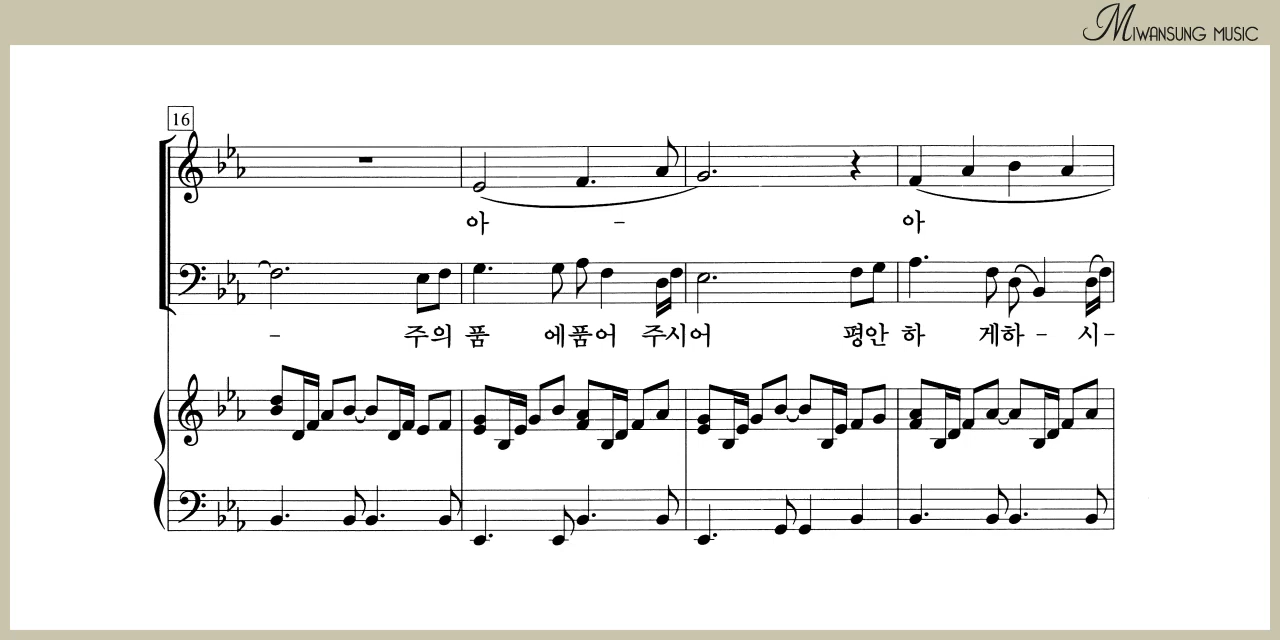 MIWANSUNG MUSIC
16
아 - 아
- 주의 품 에품어 주시어 평안 하 게하 - 시 -